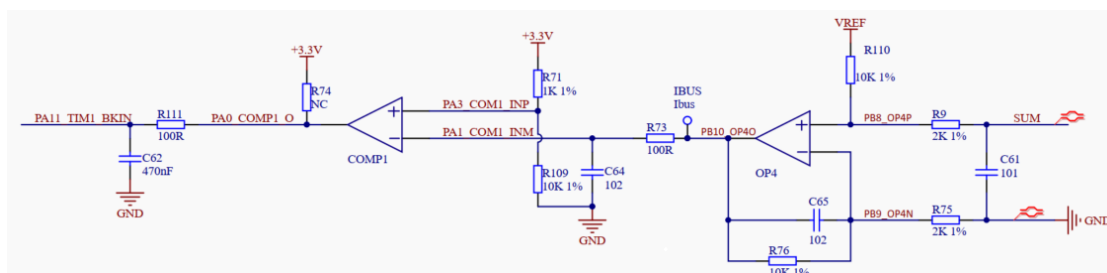 VREF
+3.3V
+3.3V
R110
10K 1%
R74
NC
R71
1K 1%
IBUS
Ibus
PA11_TIM1_BKIN
R111
100R
PA0_COMP1_O
+
-
COMP1
PA3_COM1_INP
PA1_COM1_INM
R73
100R
PB10_OP4O
+
-
OP4
PB8_OP4P
R9
2K 1%
SUM
C62
470nF
GND
R109
10K 1%
C64
102
GND
C61
101
C65
102
PB9_OP4N
R75
2K 1%
GND
R76
10K 1%